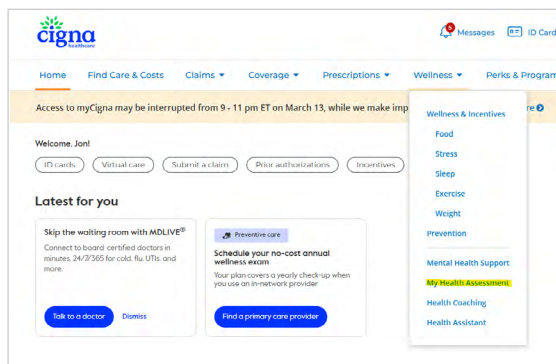 cigna
healthcare
5
Messages
ID Card
Home Find Care & Costs Claims Coverage Prescriptions Wellness Perks & Program
Access to myCigna may be interrupted from 9 - 11 pm ET on March 13, while we make imp
re
Wellness & Incentives
Food
Stress
Sleep
Exercise
Weight
Prevention
Mental Health Support
My Health Assessment
Health Coaching
Health Assistant
Welcome, Jon!
ID cards Virtual care Submit a claim Prior authorizations Incentives
Latest for you
Skip the waiting room with MDLIVE®
Connect to board-certified doctors in
minutes. 24/7/365 for cold, flu, UTIs, and
more.
Talk to a doctor Dismiss
Preventive care
Schedule your no-cost annual
wellness exam
Your plan covers a yearly check-up when
you use an in-network provider
Find a primary care provider